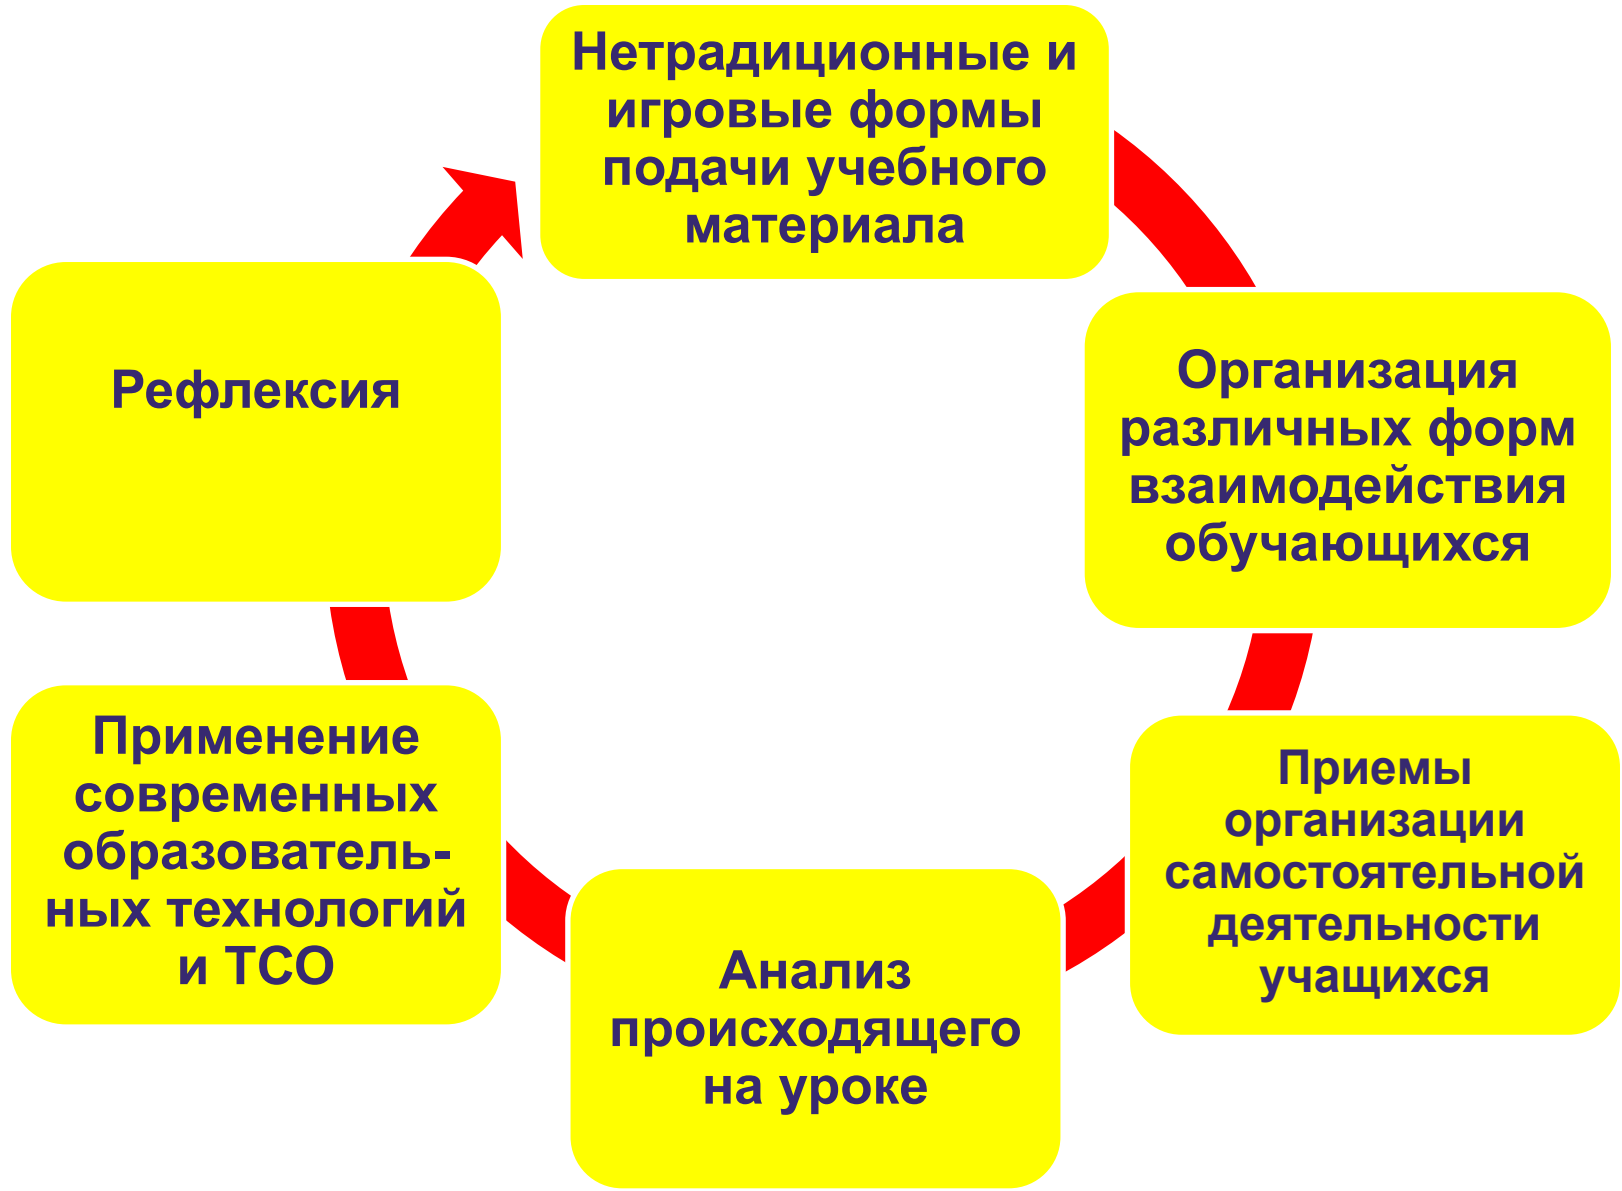 Нетрадиционные и
игровые формы
подачи учебного
материала
Организация
различных форм
взаимодействия
обучающихся
Приемы
организации
самостоятельной
деятельности
учащихся
Анализ
происходящего
на уроке
Применение
современных
образователь-
ных технологий
и ТСО
Рефлексия